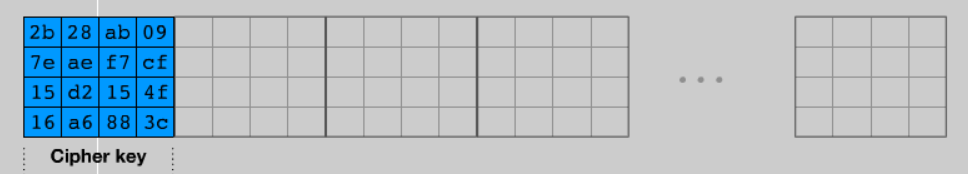 2b 28 ab 09
7e ae f7 cf
15 d2 15 4f
16 a6 88 3c
Cipher key